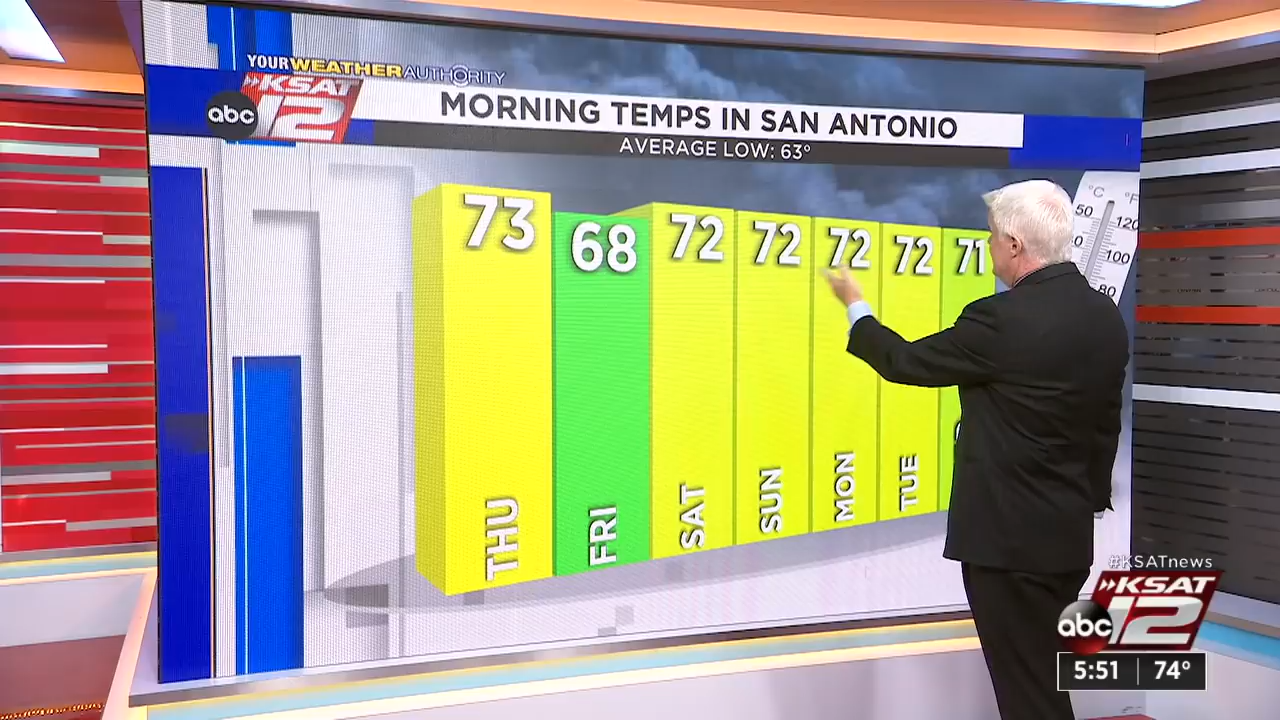 YOUR WEATHER AUTHORITY
abc KSAT 12
MORNING TEMPS IN SAN ANTONIO
AVERAGE LOW: 63°
73 68 72 72 72 72 71
THU FRI SAT SUN MON TUE
°C °F
50 120
0 100
80
#KSATnews
abc KSAT 12
5:51 74°